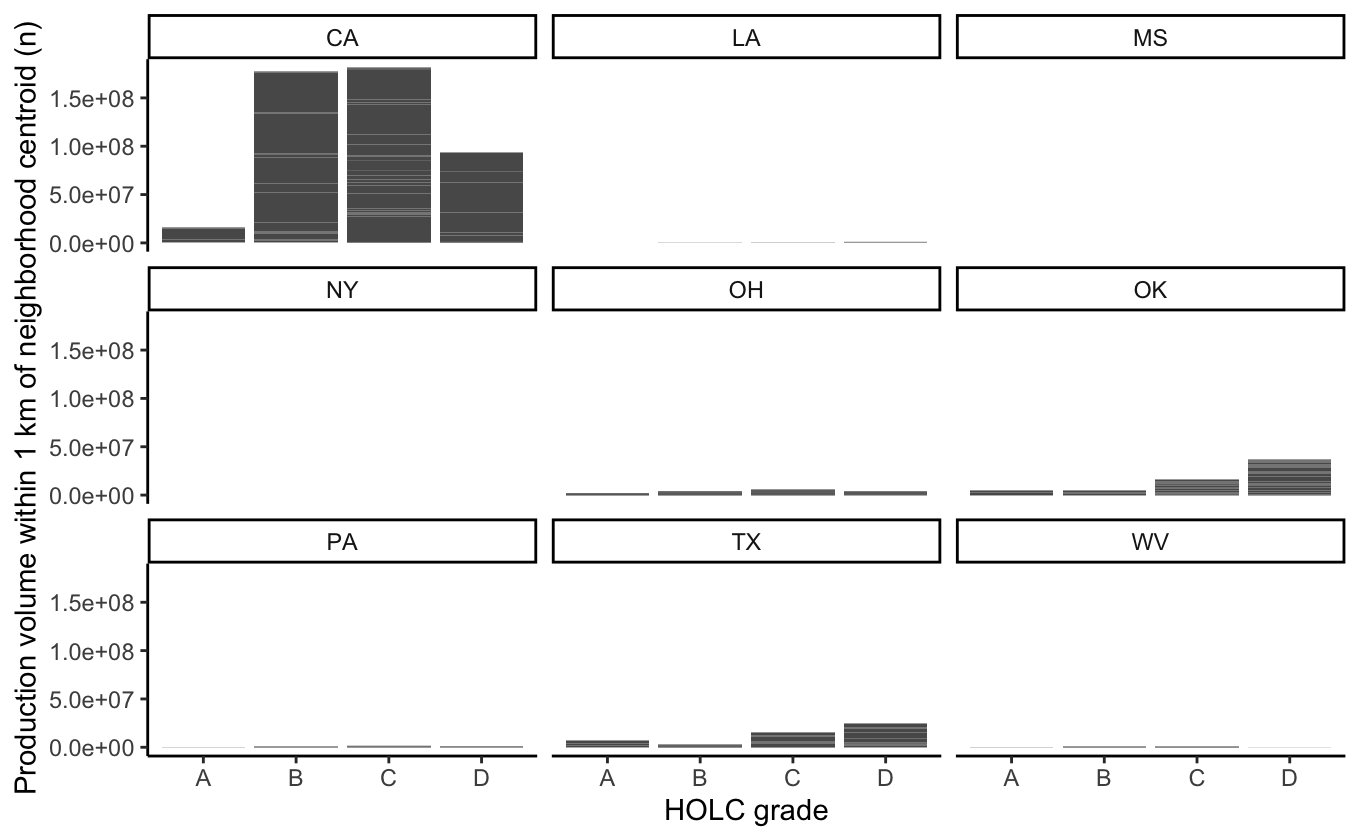 Production volume within 1 km of neighborhood centroid (n)
CA
LA
MS
1.5e+08
1.0e+08
5.0e+07
0.0e+00
NY
OH
OK
1.5e+08
1.0e+08
5.0e+07
0.0e+00
PA
TX
WV
1.5e+08
1.0e+08
5.0e+07
0.0e+00
A B C D A B C D A B C D
HOLC grade